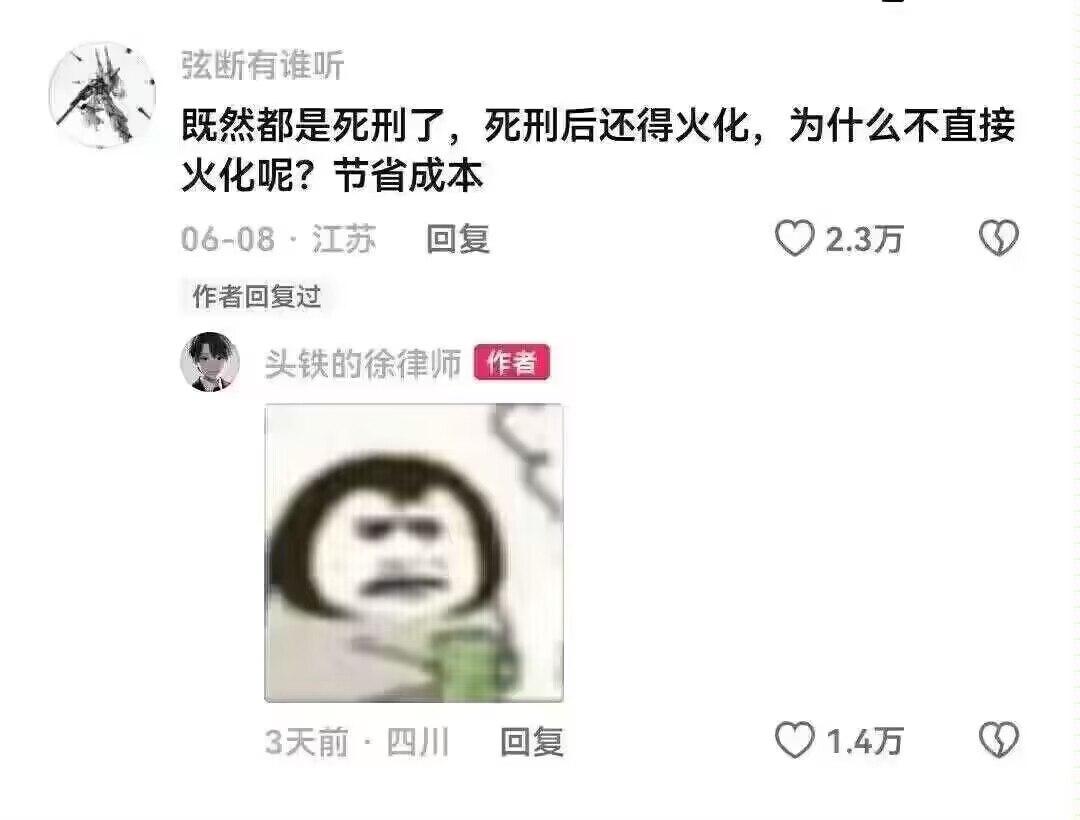 弦断有谁听
既然都是死刑了，死刑后还得火化，为什么不直接
火化呢？节省成本
06-08 · 江苏 回复 2.3万
作者回复过
头铁的徐律师 作者
3天前 · 四川 回复 1.4万